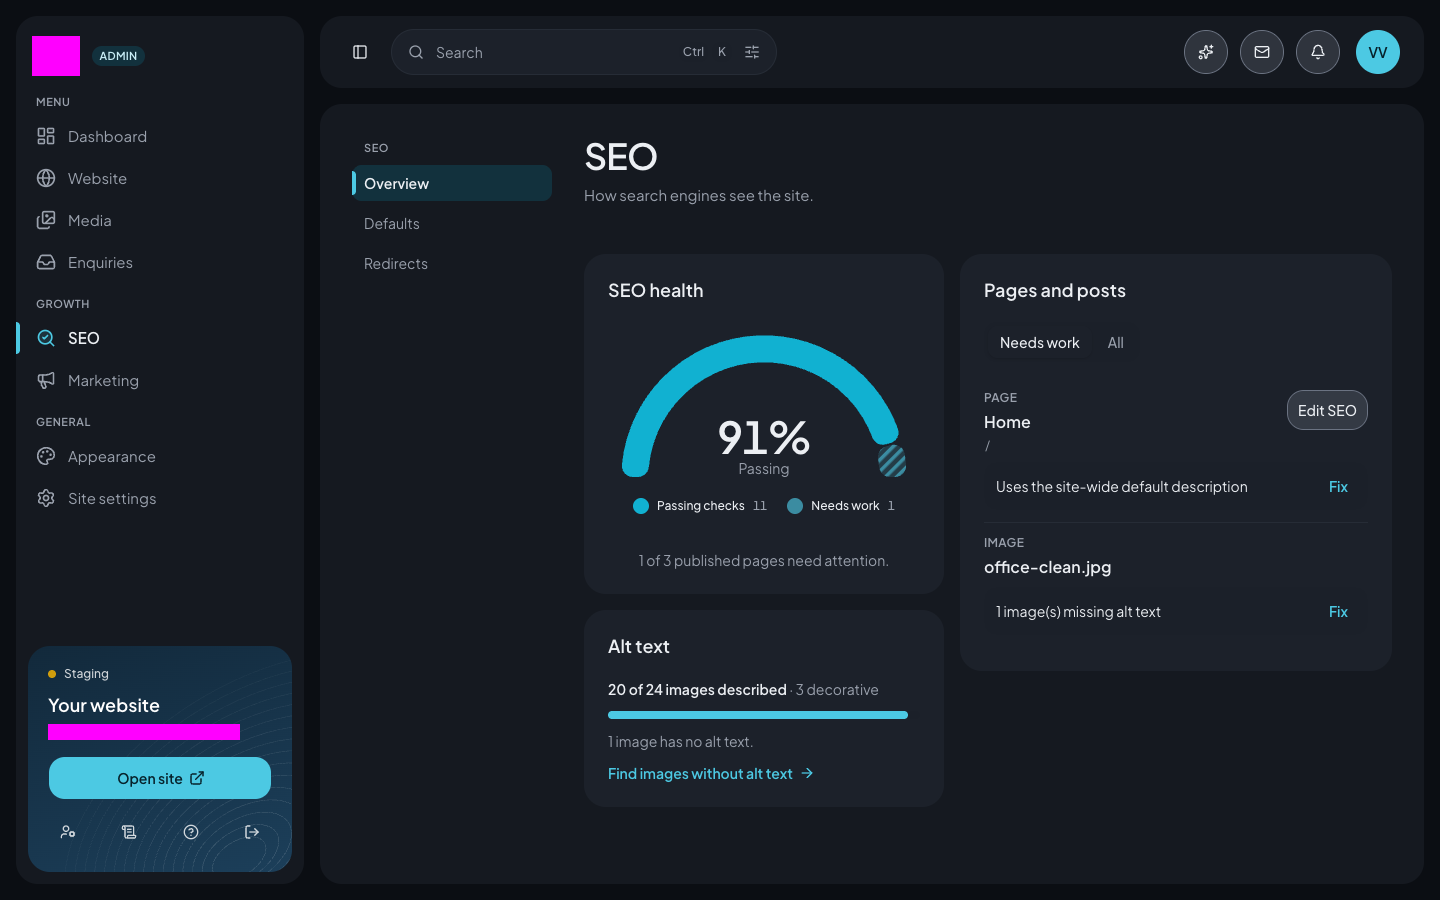 ADMIN
MENU
Dashboard
Website
Media
Enquiries
GROWTH
SEO
Marketing
GENERAL
Appearance
Site settings
Staging
Your website
Open site
Search
Ctrl K
VV
SEO
Overview
Defaults
Redirects
SEO
How search engines see the site.
SEO health
91%
Passing
Passing checks 11
Needs work 1
1 of 3 published pages need attention.
Alt text
20 of 24 images described · 3 decorative
1 image has no alt text.
Find images without alt text
Pages and posts
Needs work
All
PAGE
Home
/
Edit SEO
Uses the site-wide default description
Fix
IMAGE
office-clean.jpg
1 image(s) missing alt text
Fix